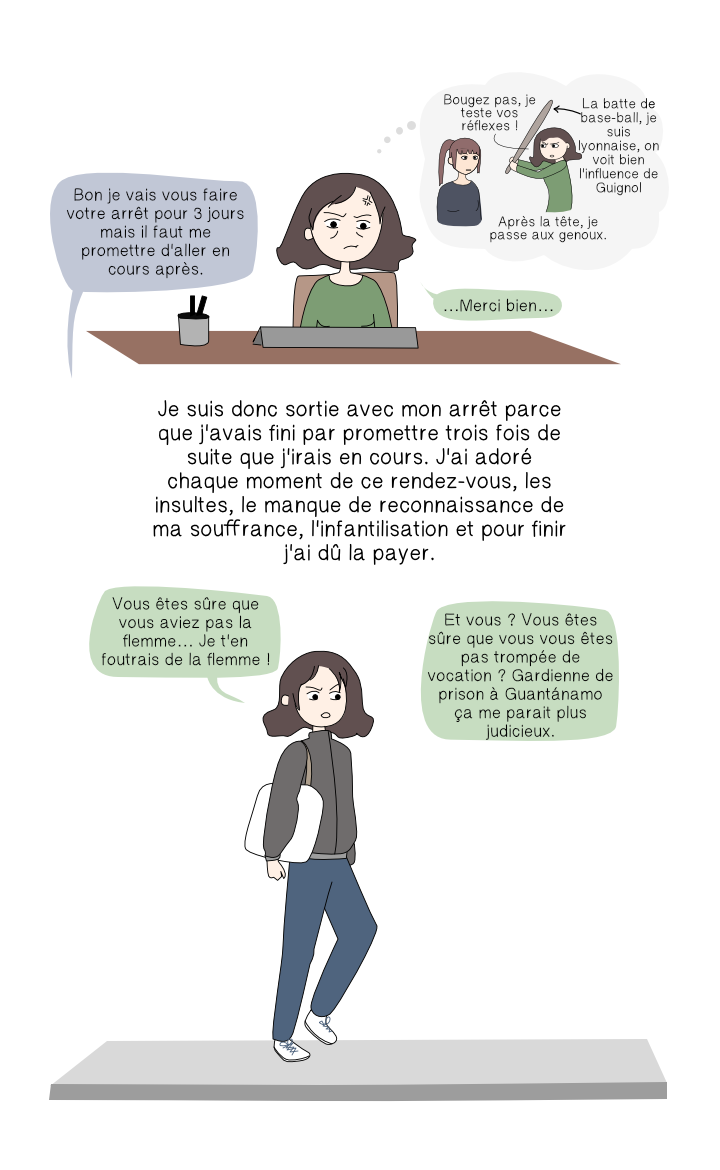 Bon je vais vous faire
votre arrêt pour 3 jours
mais il faut me
promettre d'aller en
cours après.
Bougez pas, je
teste vos
réflexes !
La batte de
base-ball, je
suis
lyonnaise, on
voit bien
l'influence de
Guignol
Après la tête, je
passe aux genoux.
...Merci bien...
Je suis donc sortie avec mon arrêt parce
que j'avais fini par promettre trois fois de
suite que j'irais en cours. J'ai adoré
chaque moment de ce rendez-vous, les
insultes, le manque de reconnaissance de
ma souffrance, l'infantilisation et pour finir
j'ai dû la payer.
Vous êtes sûre que
vous aviez pas la
flemme... Je t'en
foutrais de la flemme !
Et vous ? Vous êtes
sûre que vous vous êtes
pas trompée de
vocation ? Gardienne de
prison à Guantánamo
ça me parait plus
judicieux.